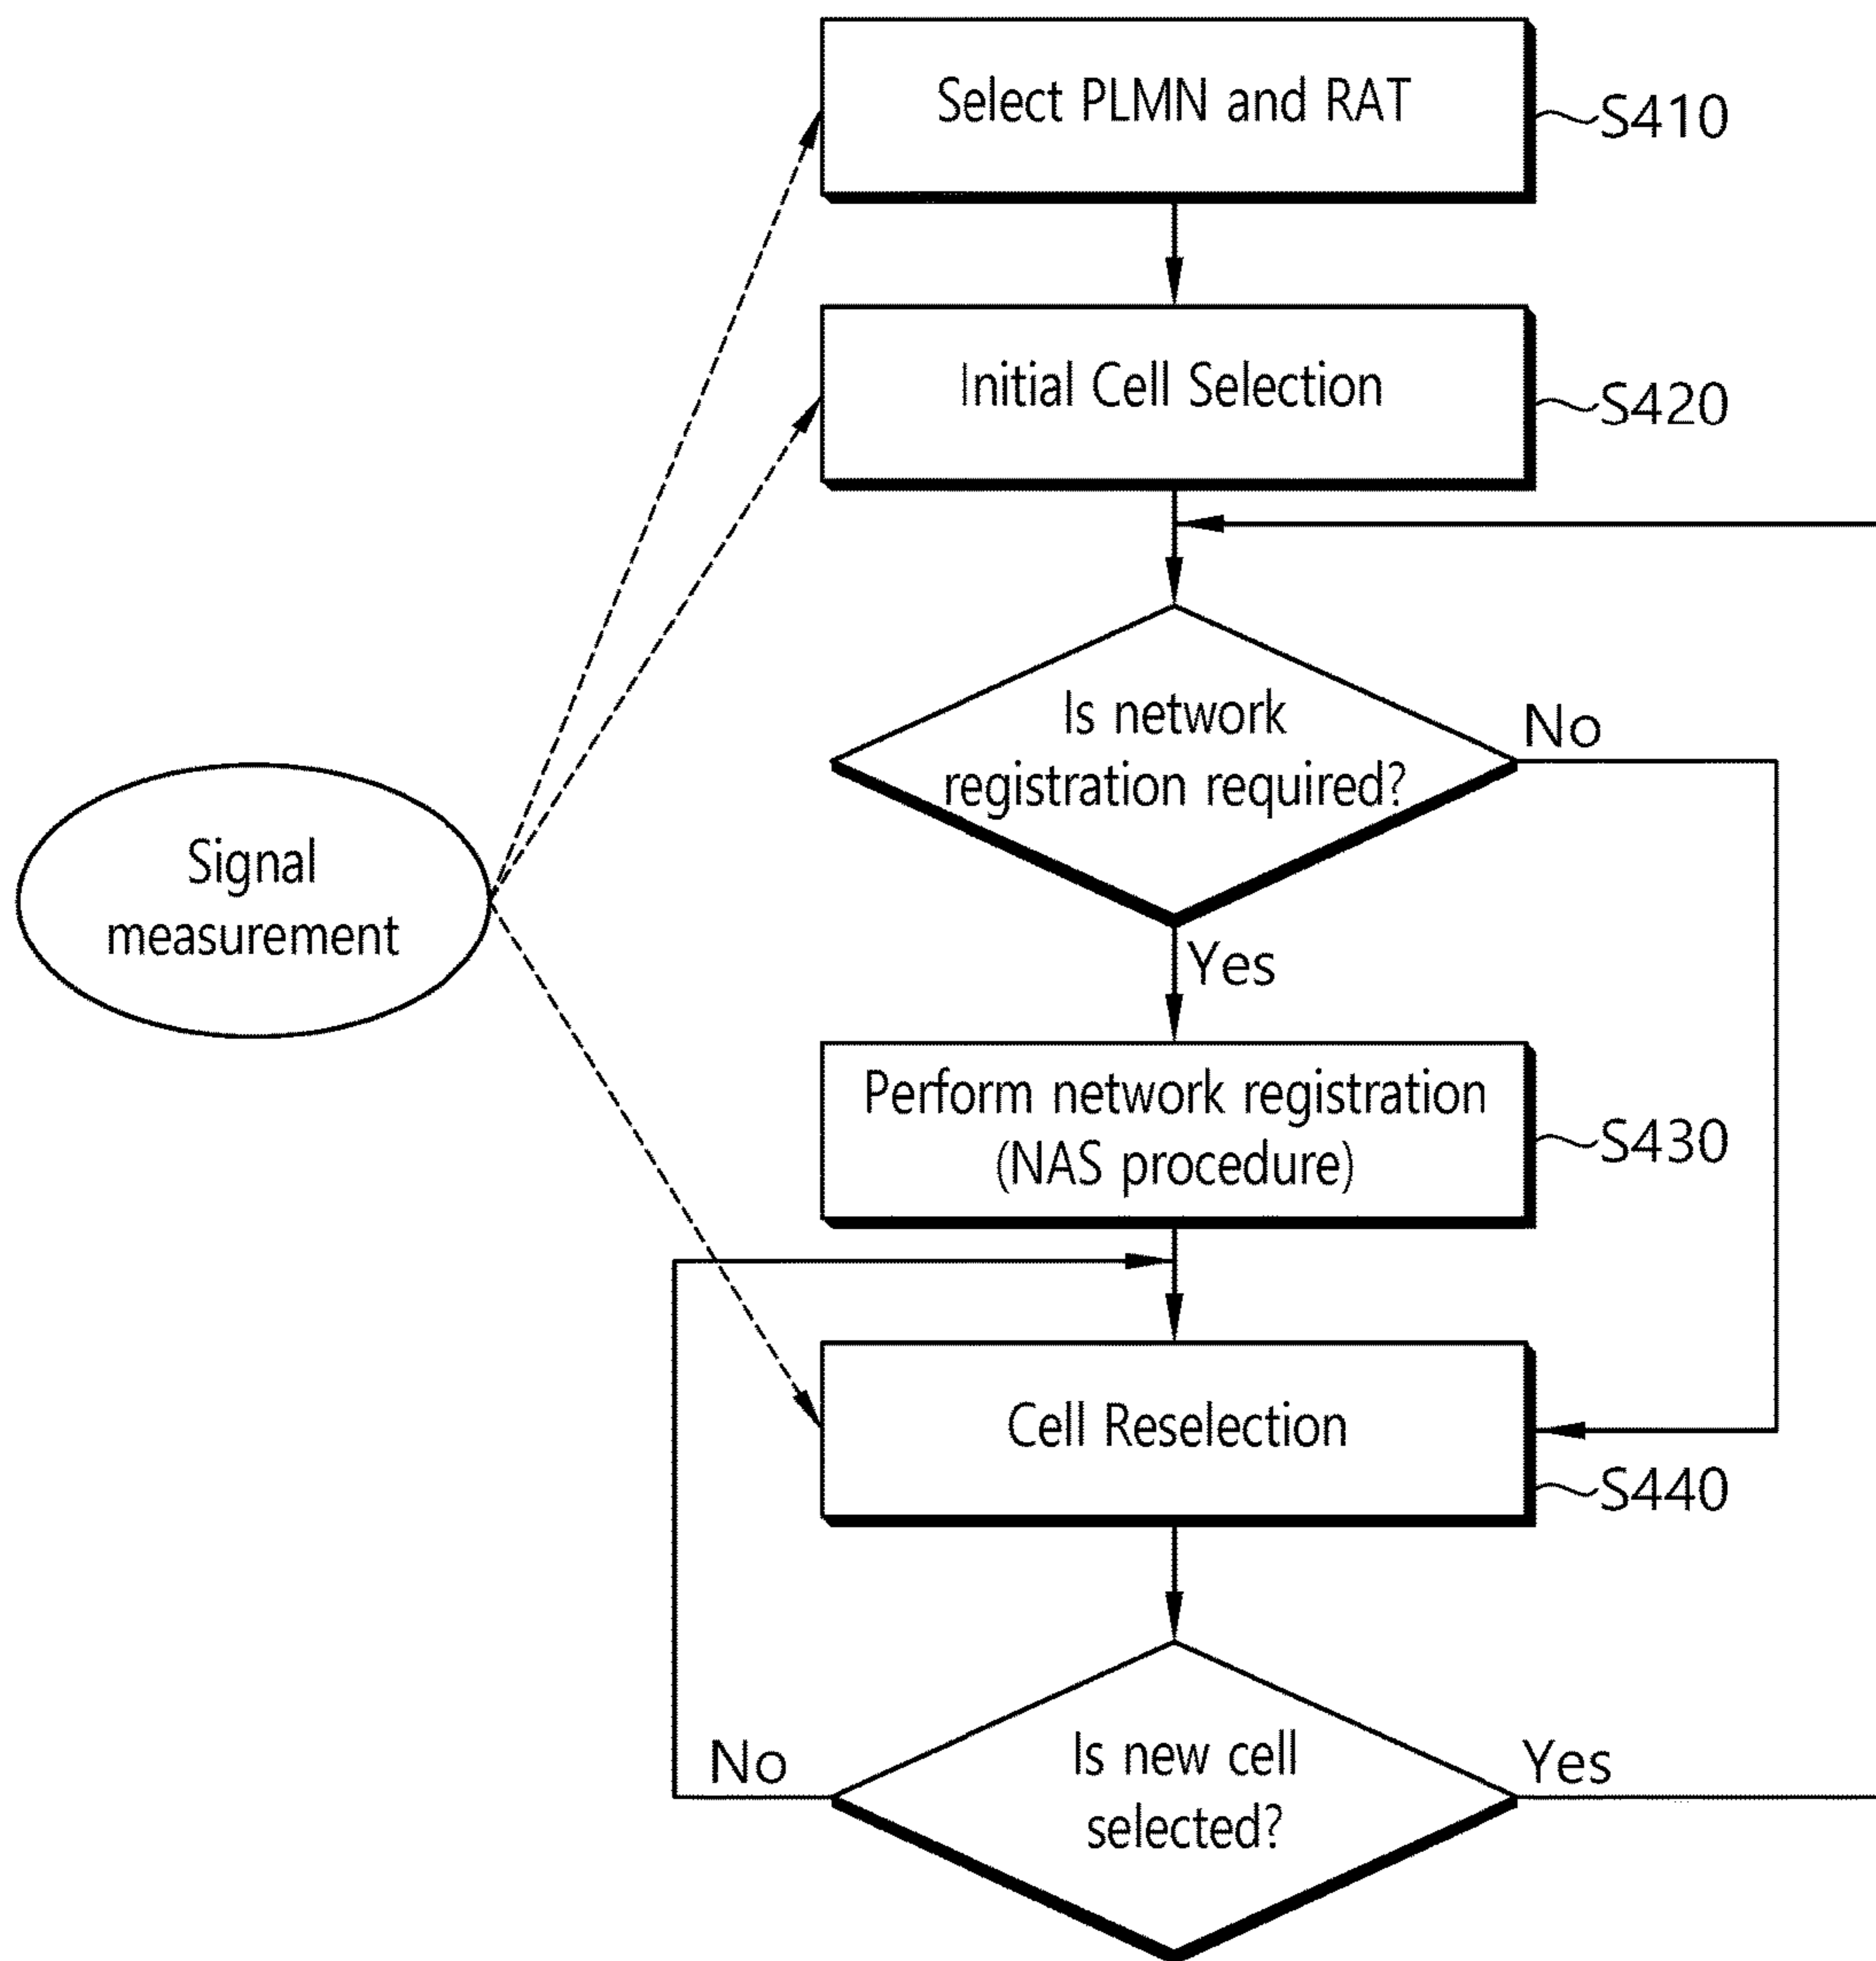 Select PLMN and RAT
S410
Initial Cell Selection
S420
Is network
registration required?
No
Signal
measurement
Yes
Perform network registration
(NAS procedure)
S430
Cell Reselection
S440
No
Is new cell
selected?
Yes